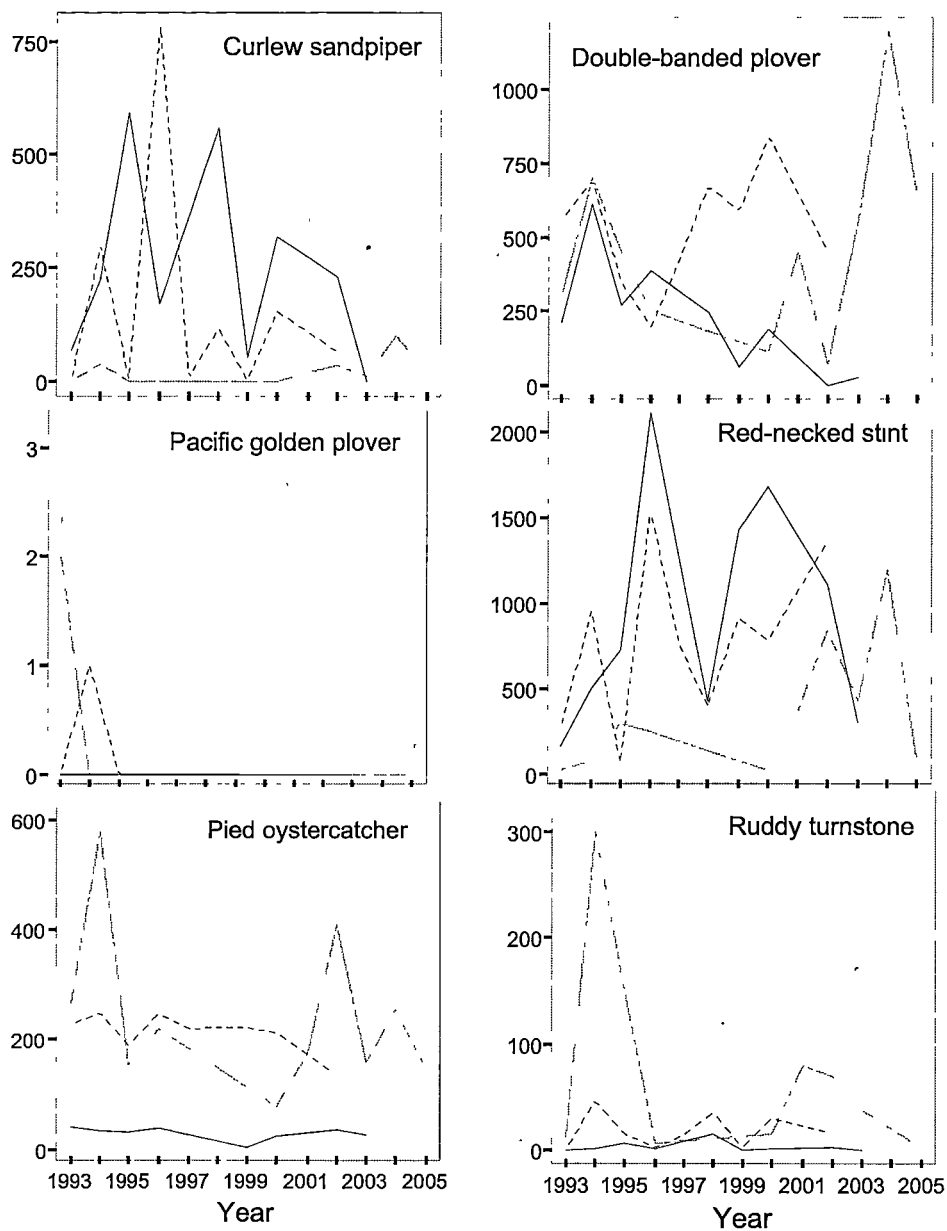 Curlew sandpiper
750
500
250
0
Double-banded plover
1000
750
500
250
0
Pacific golden plover
3
2
1
0
Red-necked stint
2000
1500
1000
500
0
Pied oystercatcher
600
400
200
0
1993 1995 1997 1999 2001 2003 2005
Year
Ruddy turnstone
300
200
100
0
1993 1995 1997 1999 2001 2003 2005
Year